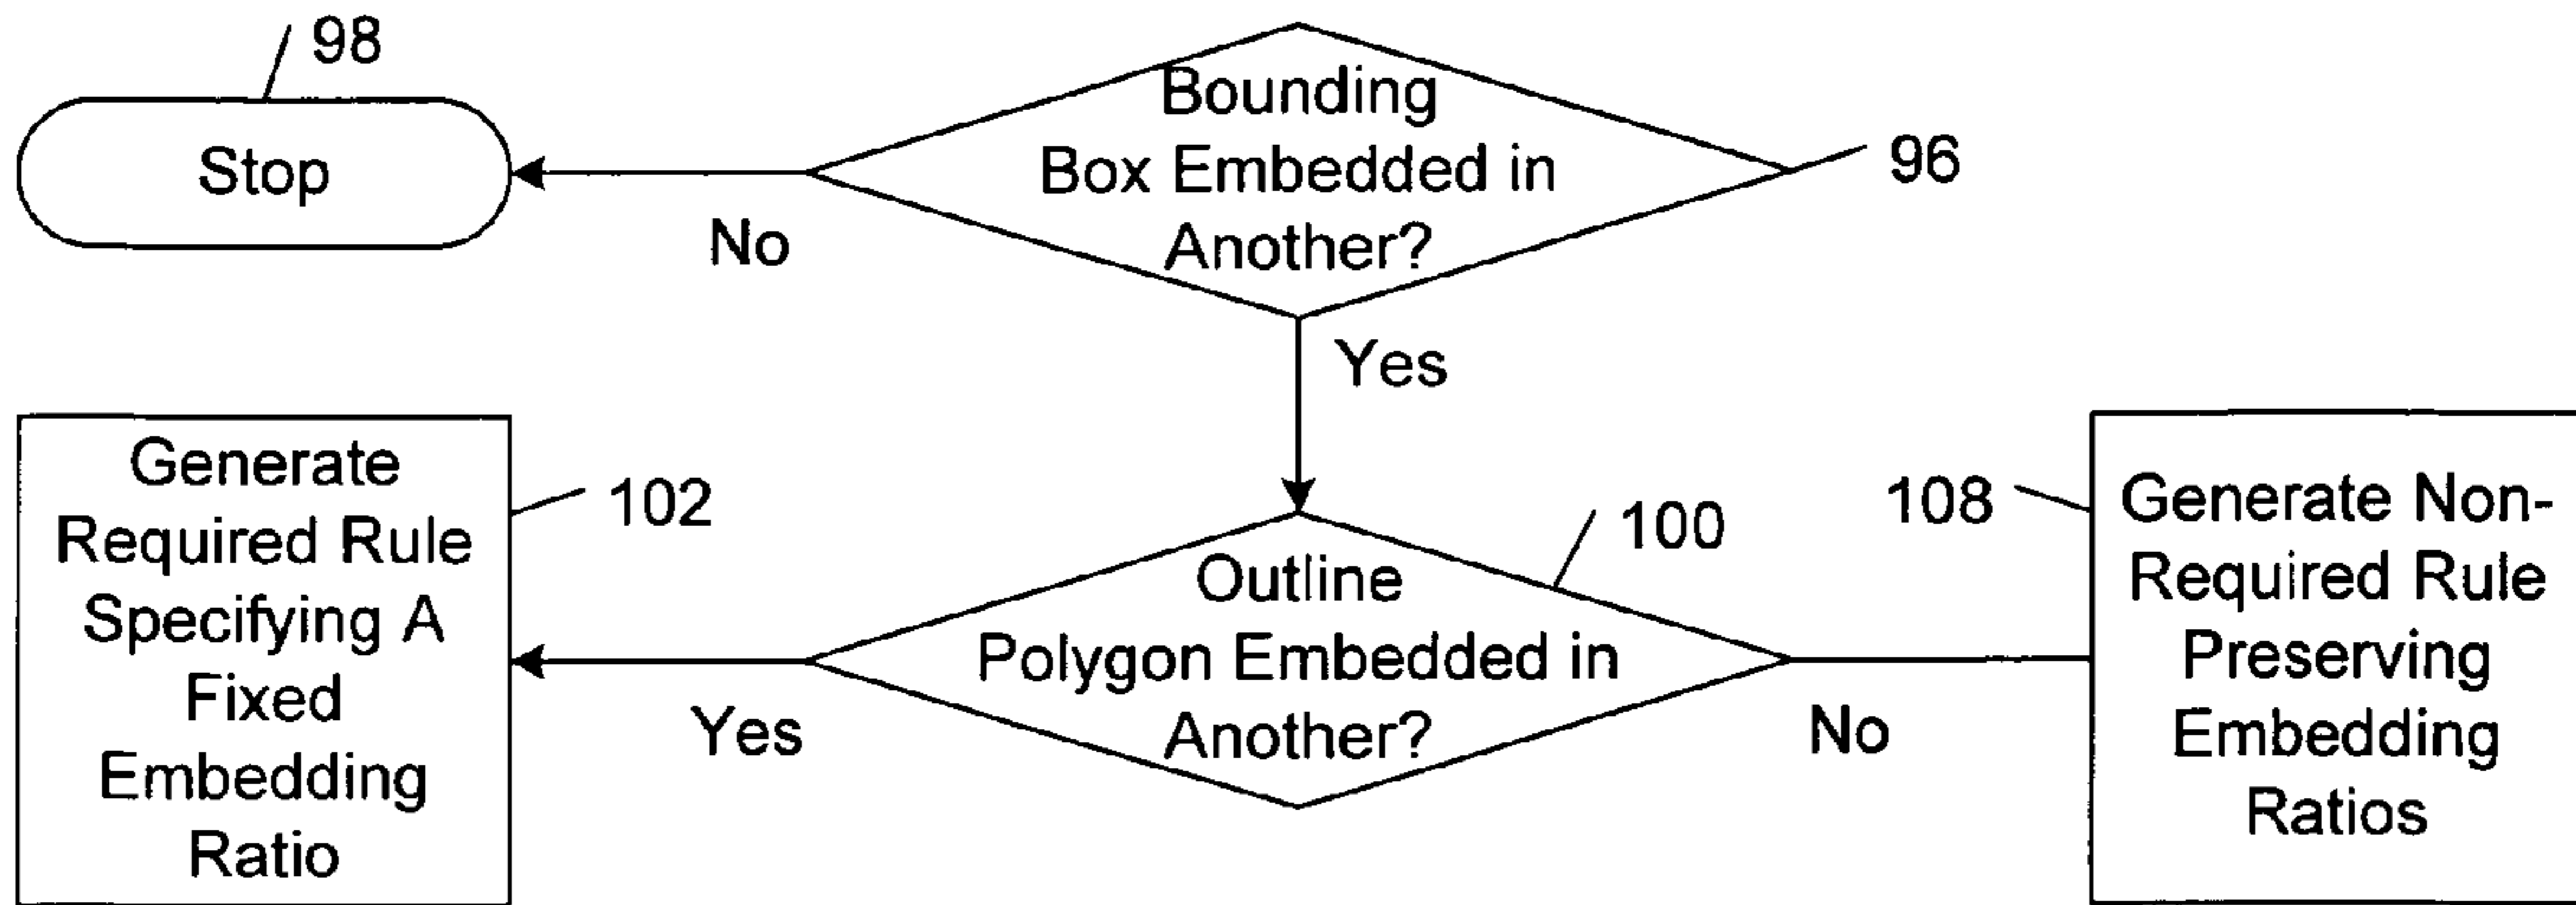 98
Stop
Bounding
Box Embedded in
Another?
96
No
Yes
Generate
Required Rule
Specifying A
Fixed
Embedding
Ratio
102
Outline
Polygon Embedded in
Another?
100
Yes
No
108
Generate Non-
Required Rule
Preserving
Embedding
Ratios